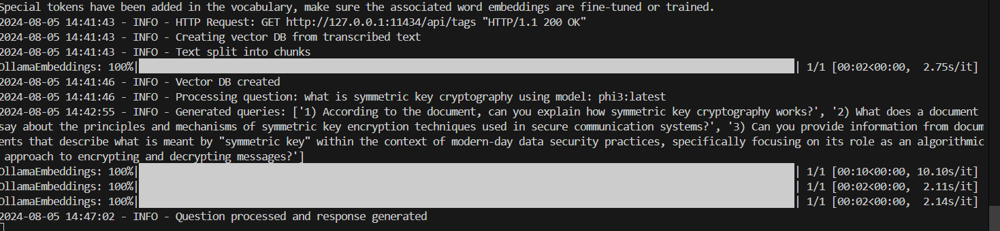 Special tokens have been added in the vocabulary, make sure the associated word embeddings are fine-tuned or trained.
2024-08-05 14:41:43 - INFO - HTTP Request: GET http://127.0.0.1:11434/api/tags "HTTP/1.1 200 OK"
2024-08-05 14:41:43 - INFO - Creating vector DB from transcribed text
2024-08-05 14:41:43 - INFO - Text split into chunks
OllamaEmbeddings: 100%| | 1/1 [00:02<00:00, 2.75s/it]
2024-08-05 14:41:46 - INFO - Vector DB created
2024-08-05 14:41:46 - INFO - Processing question: what is symmetric key cryptography using model: phi3:latest
2024-08-05 14:42:55 - INFO - Generated queries: ['1) According to the document, can you explain how symmetric key cryptography works?', '2) What does a document
say about the principles and mechanisms of symmetric key encryption techniques used in secure communication systems?', '3) Can you provide information from docum
ents that describe what is meant by "symmetric key" within the context of modern-day data security practices, specifically focusing on its role as an algorithmic
approach to encrypting and decrypting messages?']
OllamaEmbeddings: 100%| | 1/1 [00:10<00:00, 10.10s/it]
OllamaEmbeddings: 100%| | 1/1 [00:02<00:00, 2.11s/it]
OllamaEmbeddings: 100%| | 1/1 [00:02<00:00, 2.14s/it]
2024-08-05 14:47:02 - INFO - Question processed and response generated